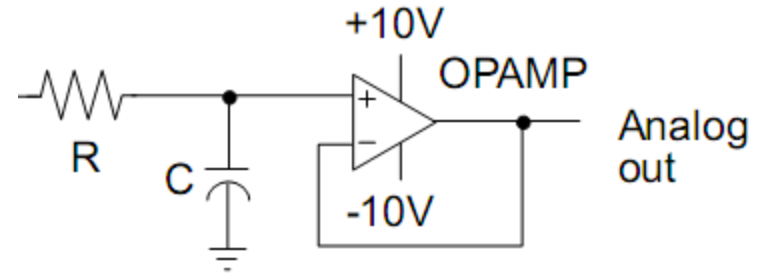 +10V
OPAMP
+
Analog
R
C
−
out
-10V